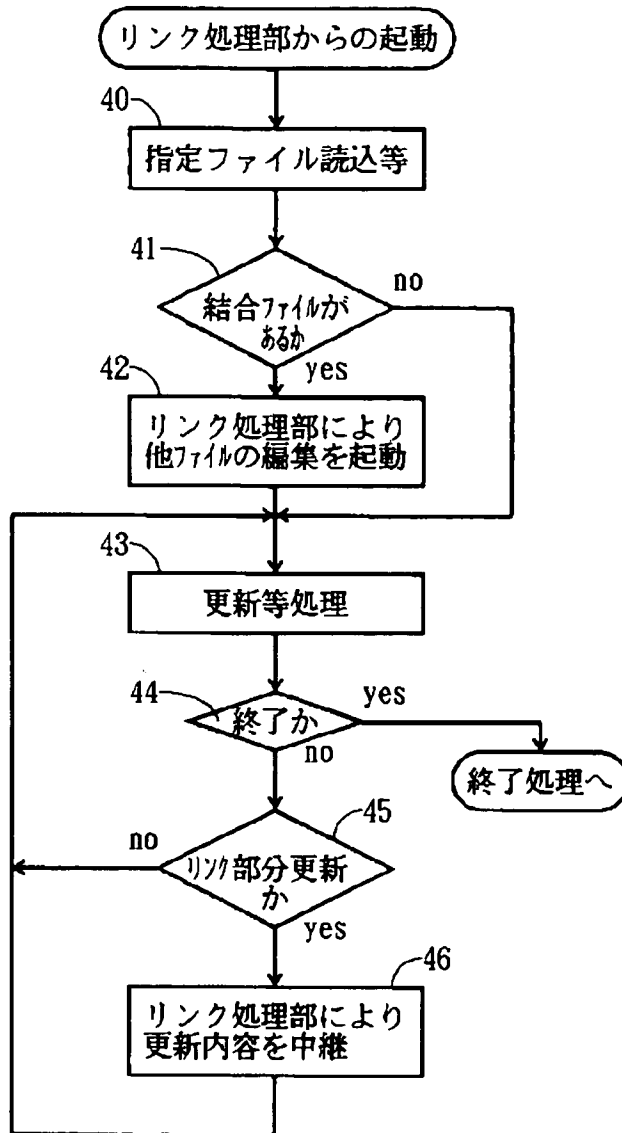 リンク処理部からの起動
40
指定ファイル読込等
41
結合ファイルが
あるか
no
yes
42
リンク処理部により
他ファイルの編集を起動
43
更新等処理
44
終了か
yes
no
終了処理へ
45
リンク部分更新
か
no
yes
46
リンク処理部により
更新内容を中継